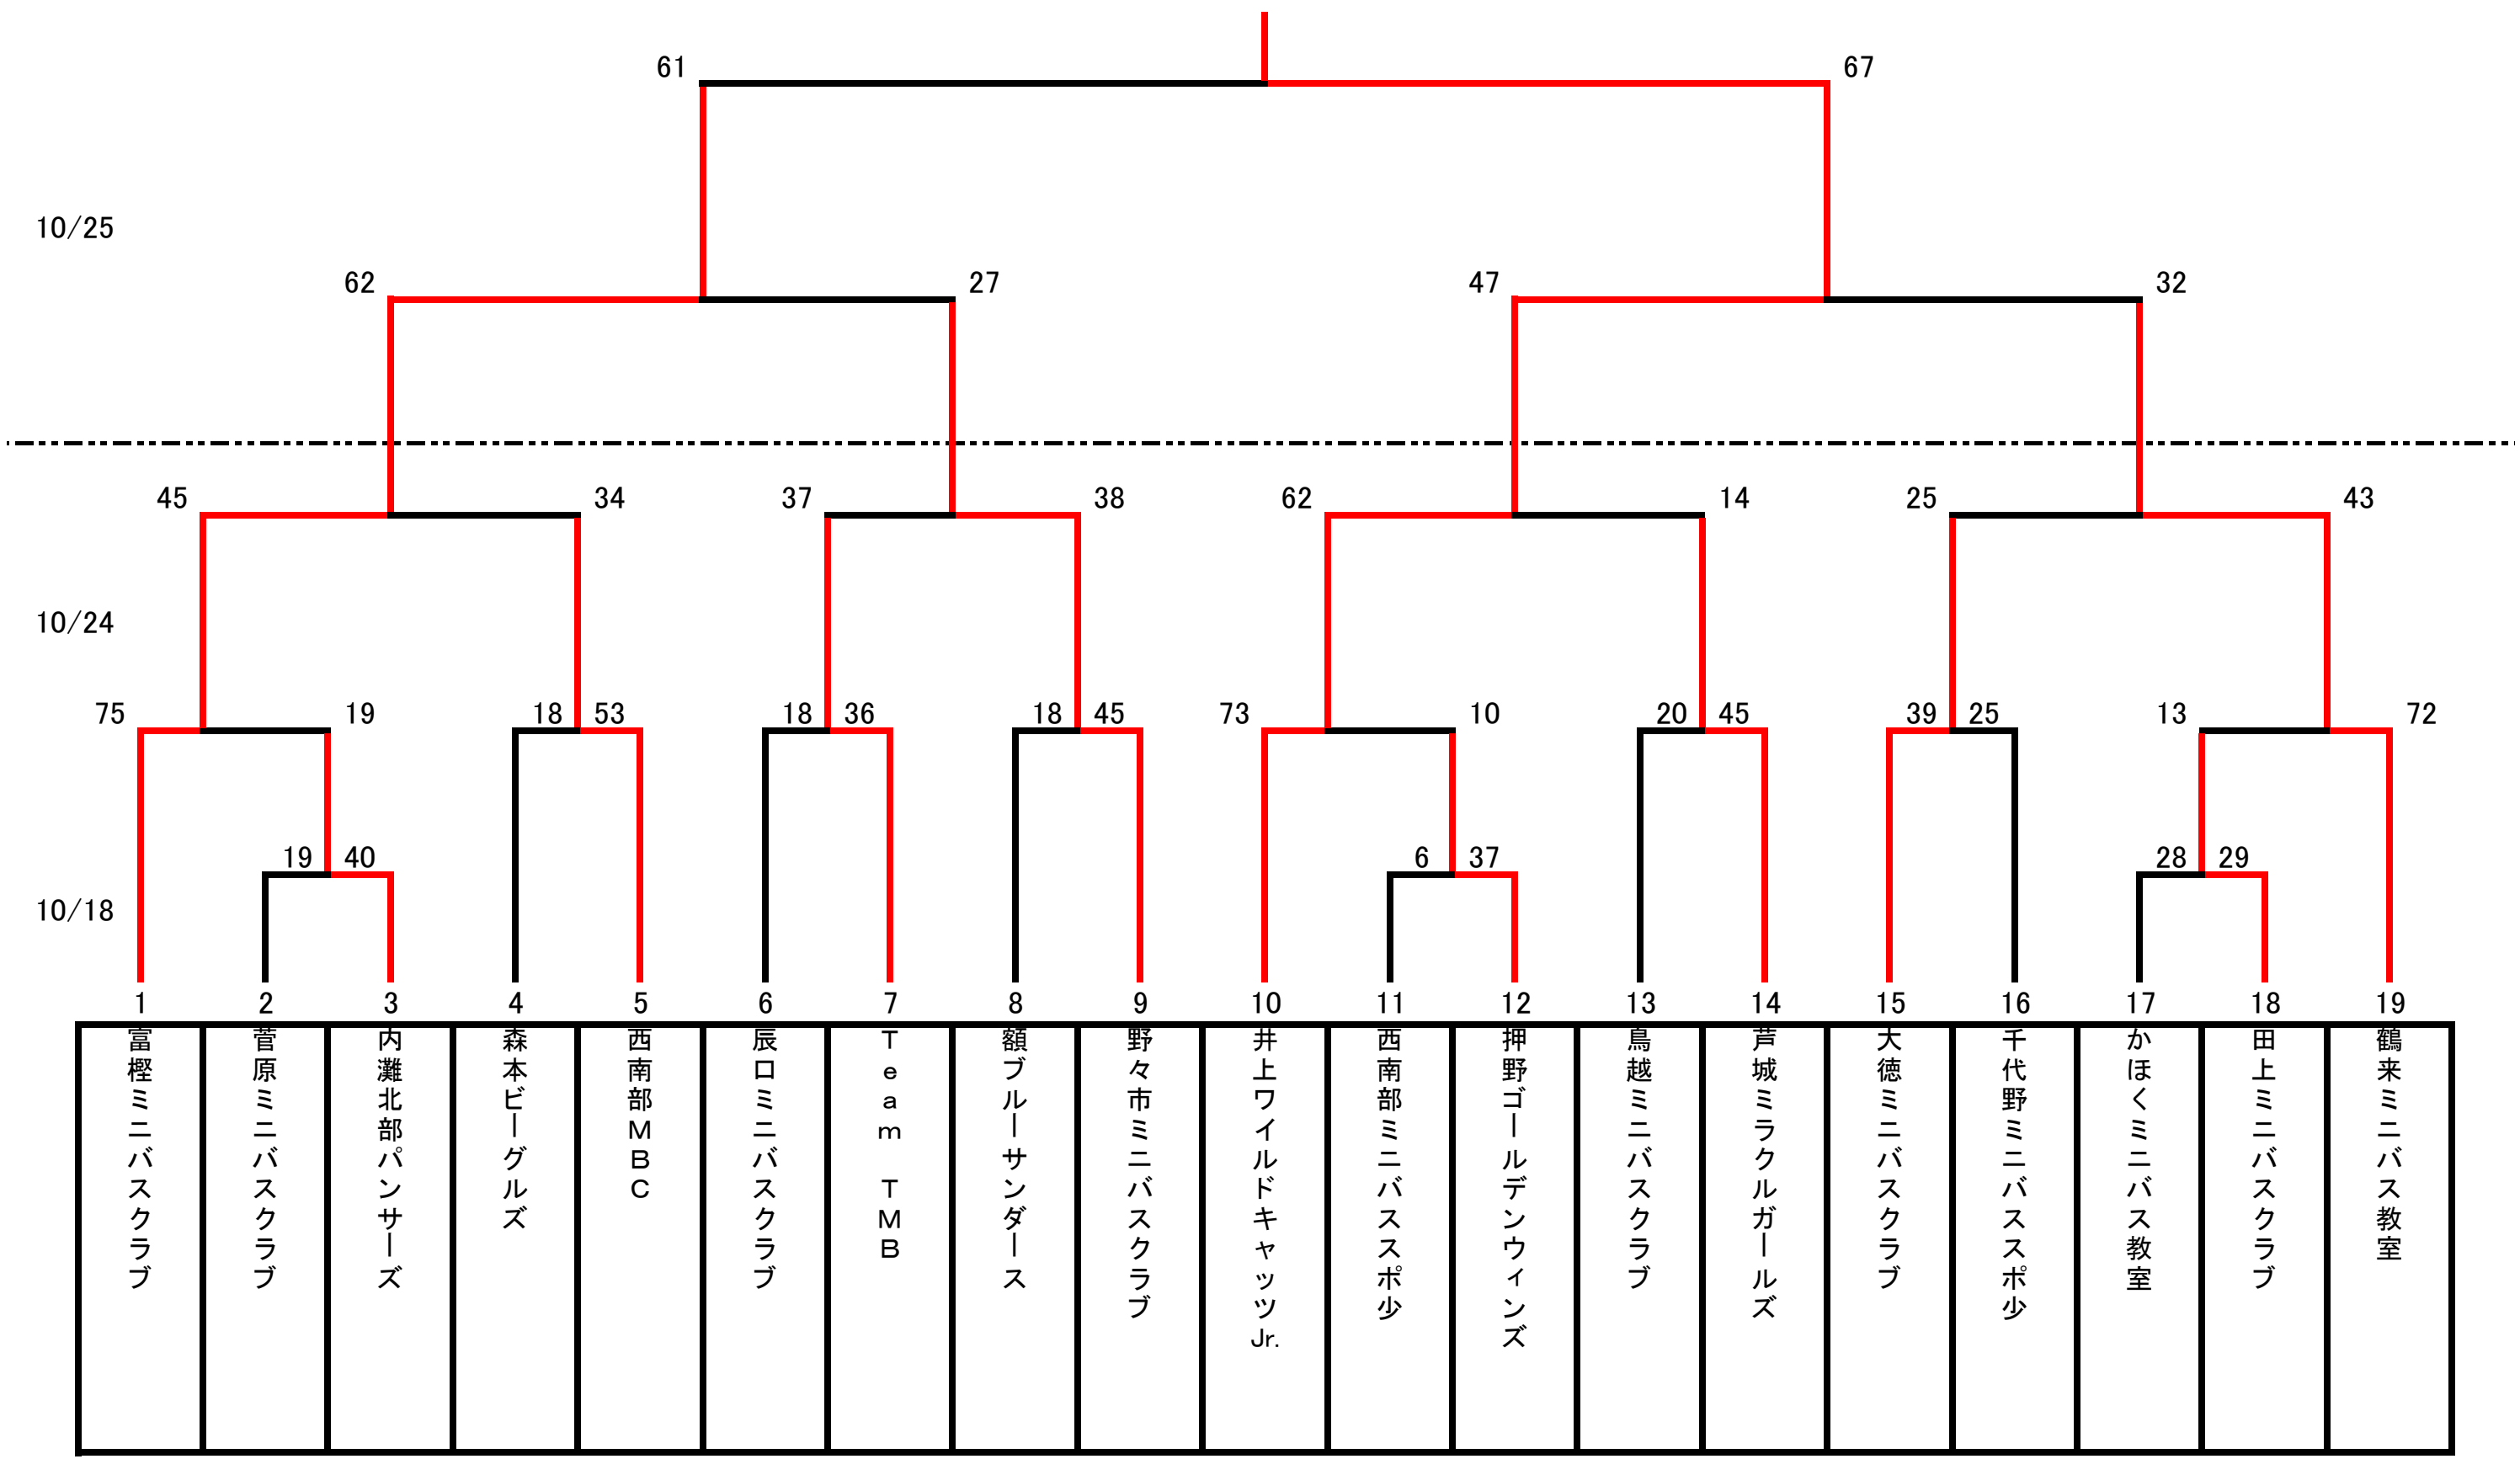 61 67
10/25
62 27 47 32
45 34 37 38 62 14 25 43
10/24
75 19 18 53 18 36 18 45 73 10 20 45 39 25 13 72
19 40 6 37 28 29
10/18
1 2 3 4 5 6 7 8 9 10 11 12 13 14 15 16 17 18 19
富樫ミニバスクラブ
菅原ミニバスクラブ
内灘北部パンサーズ
森本ビーグルズ
西南部MBC
辰口ミニバスクラブ
Team TMB
額ブルーサンダース
野々市ミニバスクラブ
井上ワイルドキャッツJr.
西南部ミニバススポ少
押野ゴールデンウィンズ
鳥越ミニバスクラブ
芦城ミラクルガールズ
大徳ミニバスクラブ
千代野ミニバススポ少
かほくミニバス教室
田上ミニバスクラブ
鶴来ミニバス教室